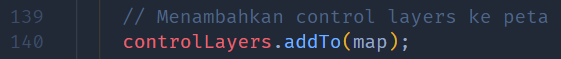 139 // Menambahkan control layers ke peta
140 controlLayers.addTo(map);